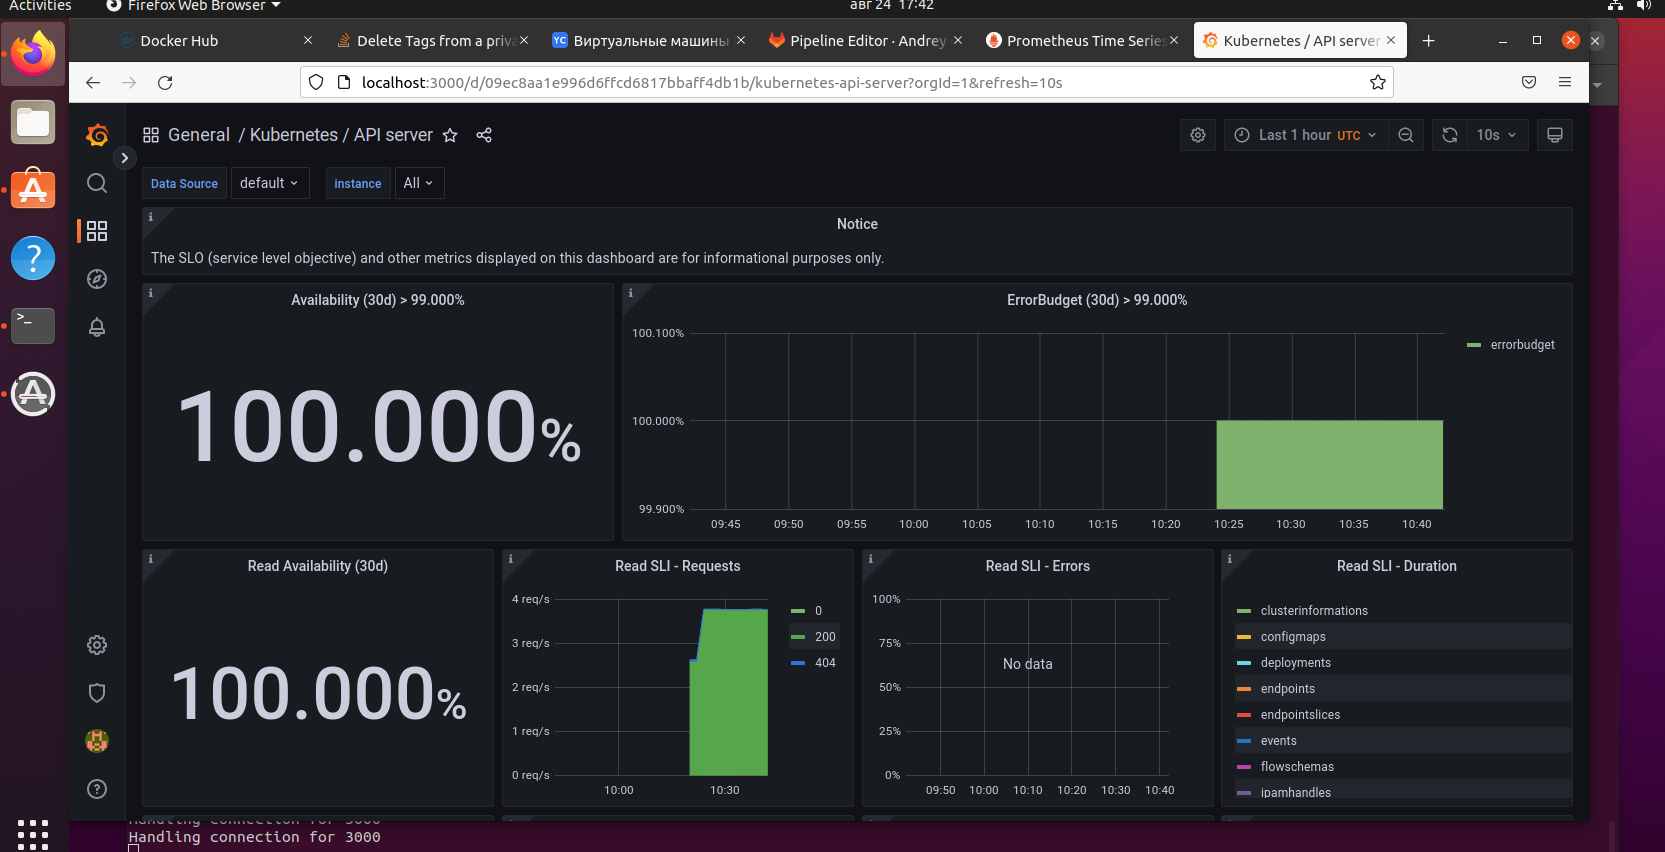 Activities
Firefox Web Browser
авг 24 17:42
Docker Hub
Delete Tags from a priva
Виртуальные машины
Pipeline Editor · Andrey
Prometheus Time Series
Kubernetes / API server
localhost:3000/d/09ec8aa1e996d6ffcd6817bbaff4db1b/kubernetes-api-server?orgId=1&refresh=10s
General / Kubernetes / API server
Last 1 hour UTC
10s
Data Source
default
instance
All
Notice
The SLO (service level objective) and other metrics displayed on this dashboard are for informational purposes only.
Availability (30d) > 99.000%
100.000%
ErrorBudget (30d) > 99.000%
100.100%
100.000%
99.900%
09:45 09:50 09:55 10:00 10:05 10:10 10:15 10:20 10:25 10:30 10:35 10:40
errorbudget
Read Availability (30d)
100.000%
Read SLI - Requests
4 req/s
3 req/s
2 req/s
1 req/s
0 req/s
10:00 10:30
0
200
404
Read SLI - Errors
100%
75%
50%
25%
0%
No data
09:50 10:00 10:10 10:20 10:30 10:40
Read SLI - Duration
clusterinformations
configmaps
deployments
endpoints
endpointslices
events
flowschemas
ipamhandles
Handling connection for 3000
Handling connection for 3000